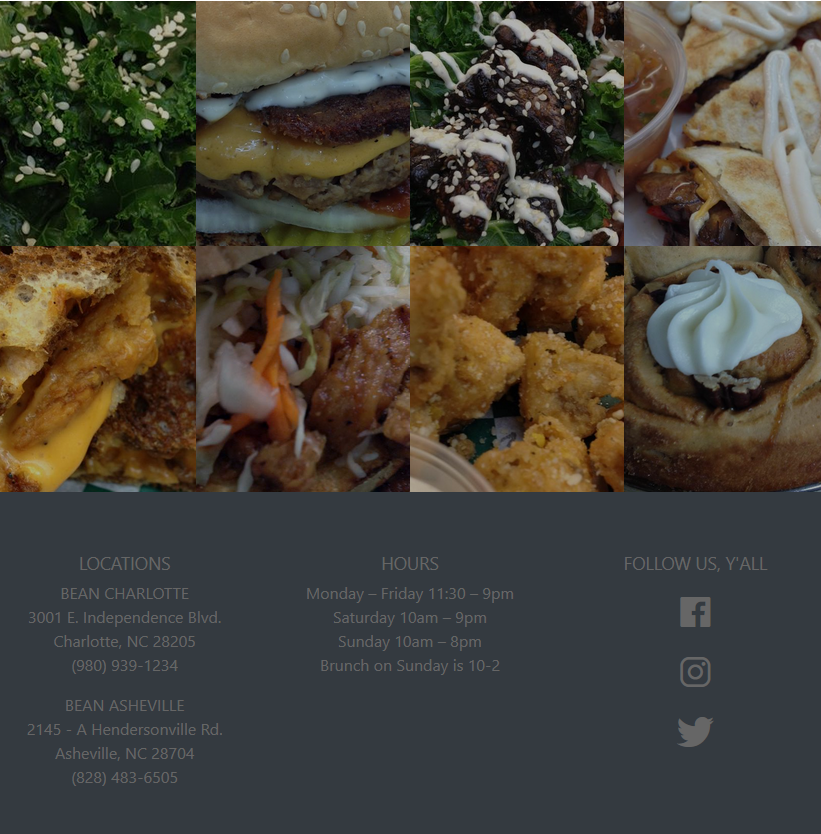 LOCATIONS
BEAN CHARLOTTE
3001 E. Independence Blvd.
Charlotte, NC 28205
(980) 939-1234
BEAN ASHEVILLE
2145 - A Hendersonville Rd.
Asheville, NC 28704
(828) 483-6505
HOURS
Monday – Friday 11:30 – 9pm
Saturday 10am – 9pm
Sunday 10am – 8pm
Brunch on Sunday is 10-2
FOLLOW US, Y'ALL